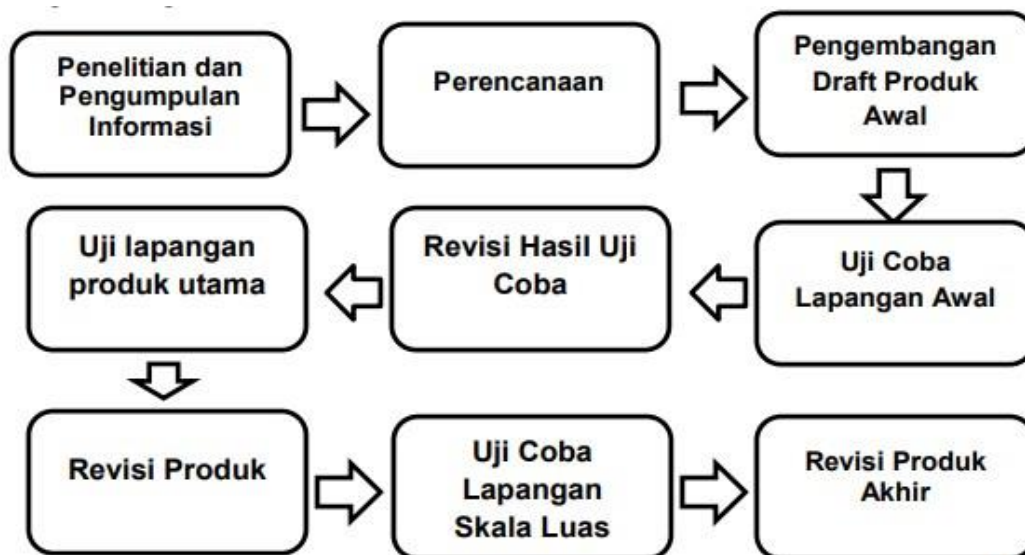 Penelitian dan
Pengumpulan
Informasi
Perencanaan
Pengembangan
Draft Produk
Awal
Uji Coba
Lapangan Awal
Revisi Hasil Uji
Coba
Uji lapangan
produk utama
Revisi Produk
Uji Coba
Lapangan
Skala Luas
Revisi Produk
Akhir